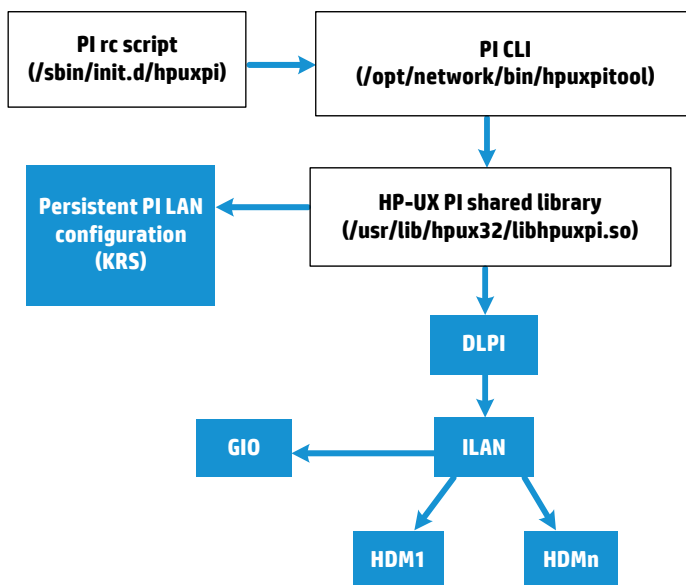 PI rc script
(/sbin/init.d/hpuxpi)
PI CLI
(/opt/network/bin/hpuxpitool)
Persistent PI LAN
configuration
(KRS)
HP-UX PI shared library
(/usr/lib/hpux32/libhpuxpi.so)
DLPI
GIO
ILAN
HDM1
HDMn